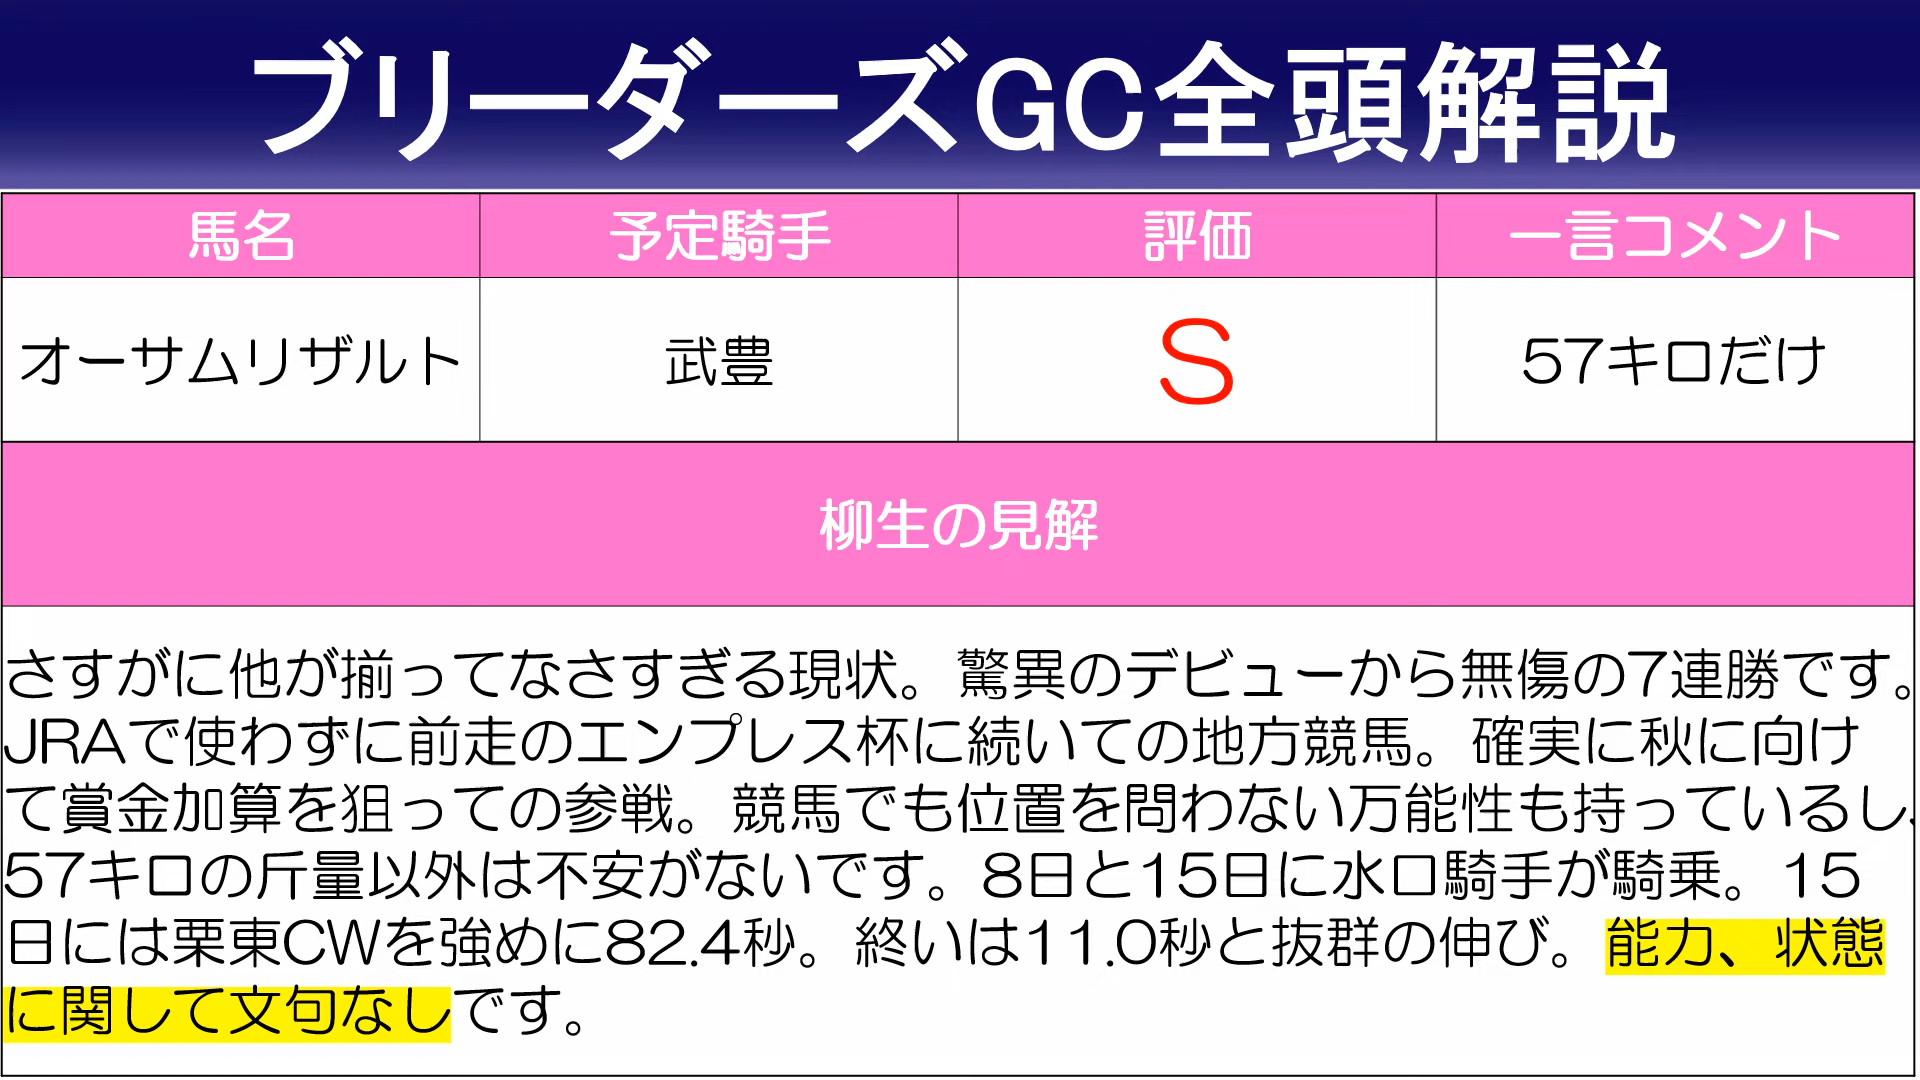 ブリーダーズGC全頭解説
馬名 予定騎手 評価 一言コメント
オーサムリザルト 武豊 S 57キロだけ
柳生の見解
さすがに他が揃ってなさすぎる現状。驚異のデビューから無傷の7連勝です。
JRAで使わずに前走のエンプレス杯に続いての地方競馬。確実に秋に向け
て賞金加算を狙っての参戦。競馬でも位置を問わない万能性も持っているし、
57キロの斤量以外は不安がないです。8日と15日に水口騎手が騎乗。15
日には栗東CWを強めに82.4秒。終いは11.0秒と抜群の伸び。能力、状態
に関して文句なしです。